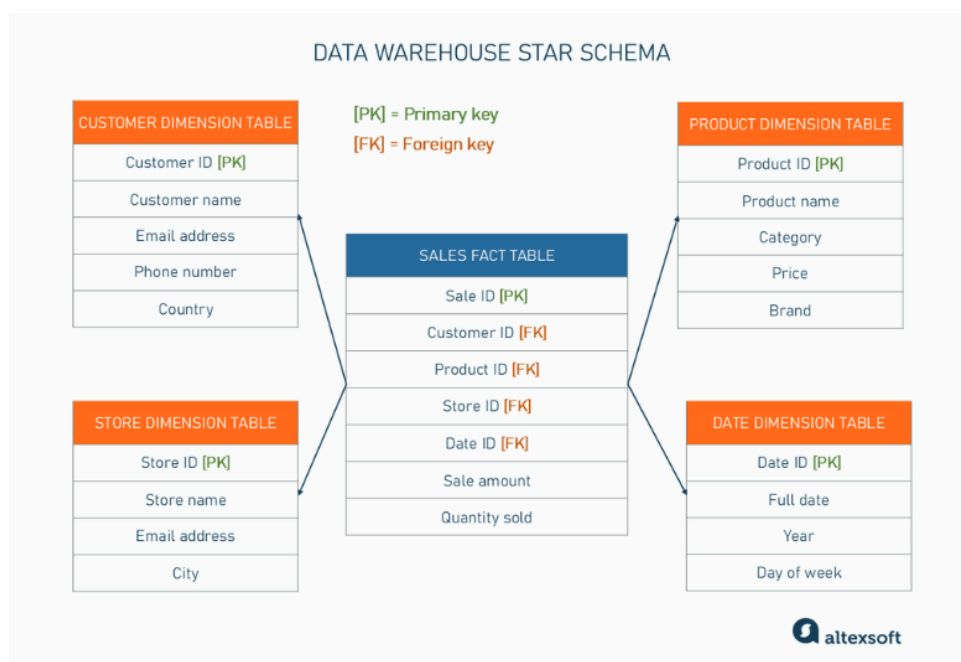 DATA WAREHOUSE STAR SCHEMA
[PK] = Primary key
[FK] = Foreign key
CUSTOMER DIMENSION TABLE
Customer ID [PK]
Customer name
Email address
Phone number
Country
PRODUCT DIMENSION TABLE
Product ID [PK]
Product name
Category
Price
Brand
SALES FACT TABLE
Sale ID [PK]
Customer ID [FK]
Product ID [FK]
Store ID [FK]
Date ID [FK]
Sale amount
Quantity sold
STORE DIMENSION TABLE
Store ID [PK]
Store name
Email address
City
DATE DIMENSION TABLE
Date ID [PK]
Full date
Year
Day of week
altexsoft